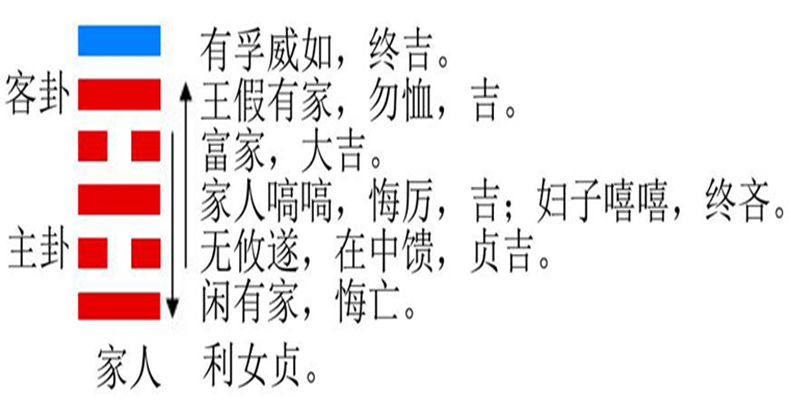 有孚威如，终吉。
客卦 王假有家，勿恤，吉。
富家，大吉。
家人嗃嗃，悔厉，吉；妇子嘻嘻，终吝。
主卦 无攸遂，在中馈，贞吉。
闲有家，悔亡。
家人 利女贞。